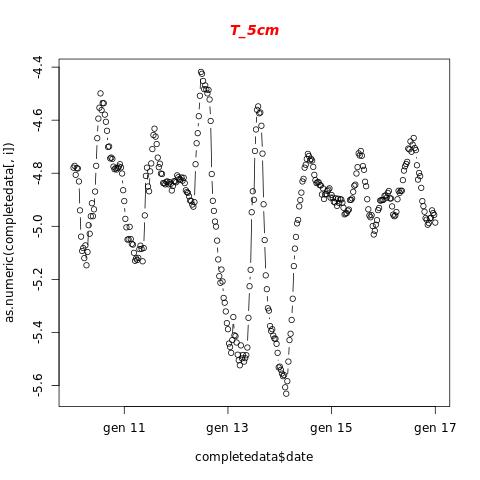 T_5cm
as.numeric(completedata[, i])
-4.4
-4.6
-4.8
-5.0
-5.2
-5.4
-5.6
gen 11
gen 13
gen 15
gen 17
completedata$date